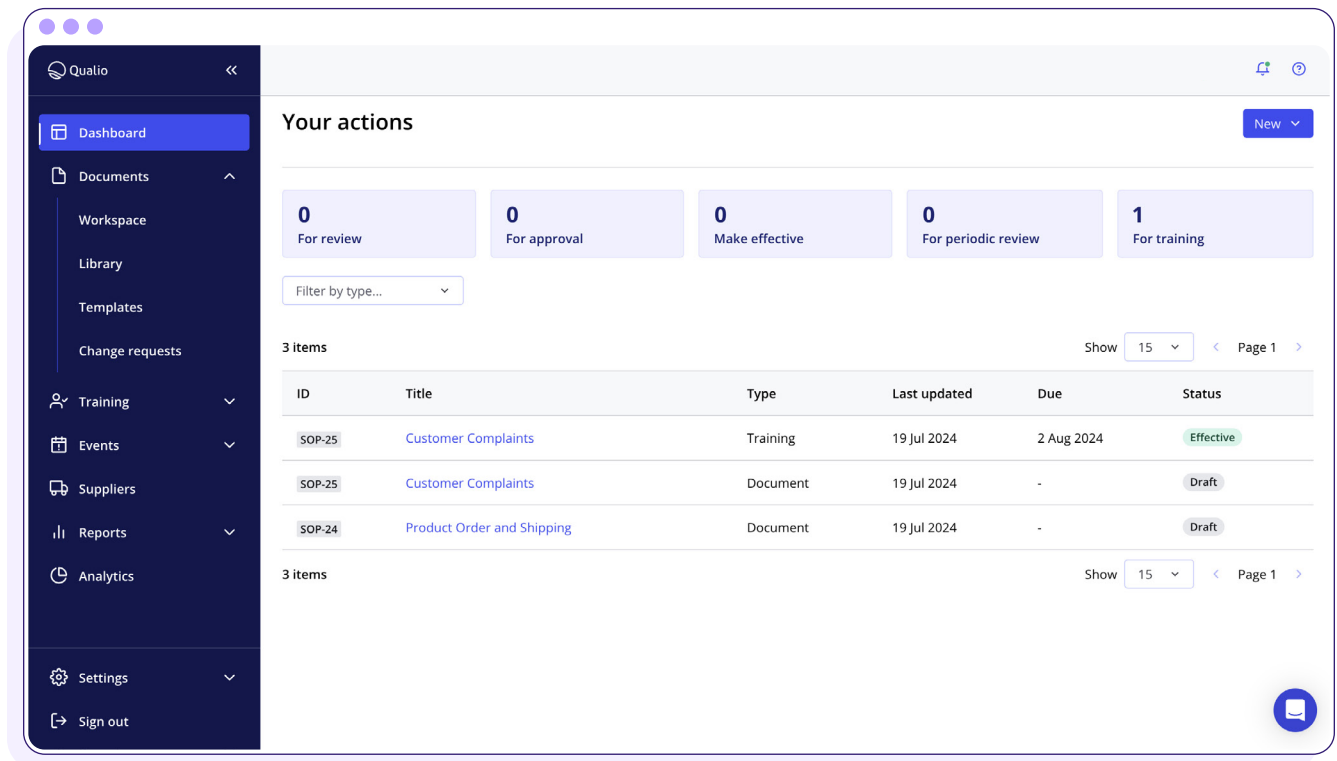 Qualio
Dashboard
Documents
Workspace
Library
Templates
Change requests
Training
Events
Suppliers
Reports
Analytics
Settings
Sign out
Your actions
New
0
For review
0
For approval
0
Make effective
0
For periodic review
1
For training
Filter by type...
3 items Show 15 Page 1
ID Title Type Last updated Due Status
SOP-25 Customer Complaints Training 19 Jul 2024 2 Aug 2024 Effective
SOP-25 Customer Complaints Document 19 Jul 2024 - Draft
SOP-24 Product Order and Shipping Document 19 Jul 2024 - Draft
3 items Show 15 Page 1